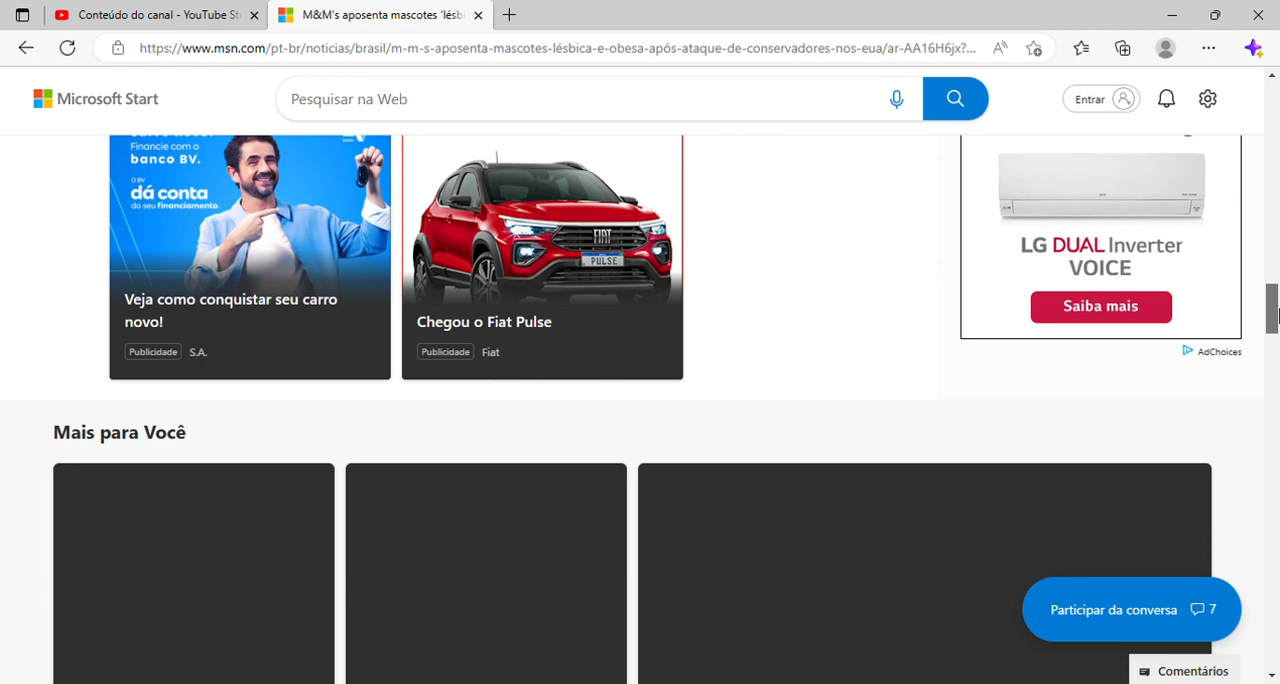 Conteúdo do canal - YouTube St
M&M's aposenta mascotes 'lésbi
https://www.msn.com/pt-br/noticias/brasil/m-m-s-aposenta-mascotes-lésbica-e-obesa-após-ataque-de-conservadores-nos-eua/ar-AA16H6jx?...
Microsoft Start
Pesquisar na Web
Entrar
Financie com o
banco BV.
O BV
dá conta
do seu financiamento.
Veja como conquistar seu carro
novo!
Publicidade S.A.
FIAT
PULSE
Chegou o Fiat Pulse
Publicidade Fiat
LG DUAL Inverter
VOICE
Saiba mais
AdChoices
Mais para Você
Participar da conversa 7
Comentários